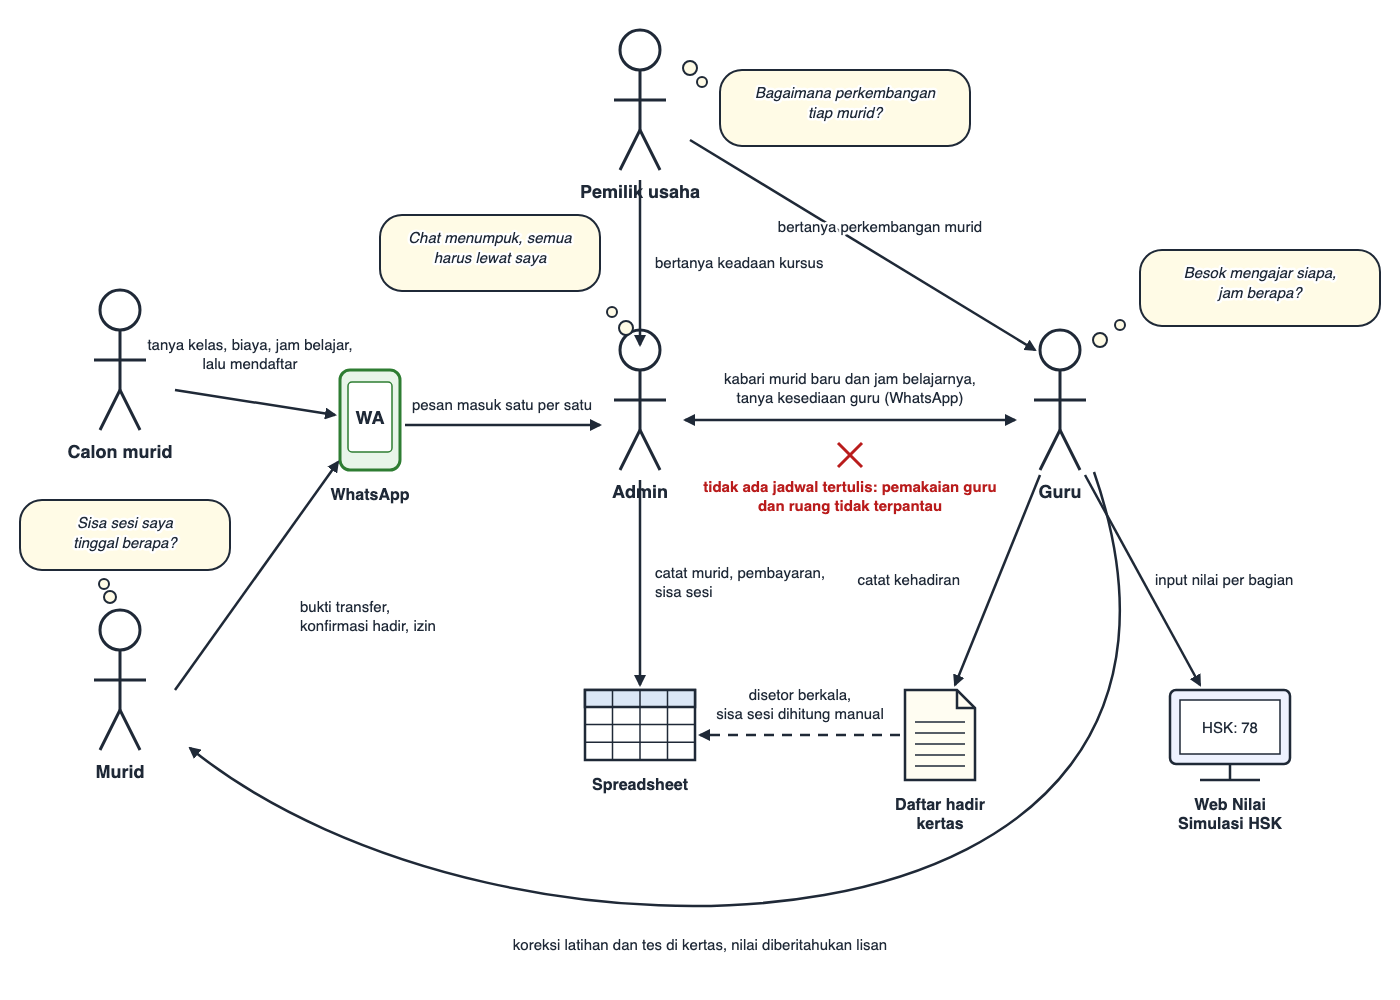 Bagaimana perkembangan
tiap murid?
Pemilik usaha
bertanya perkembangan murid
Chat menumpuk, semua
harus lewat saya
bertanya keadaan kursus
Besok mengajar siapa,
jam berapa?
tanya kelas, biaya, jam belajar,
lalu mendaftar
Calon murid
WA
WhatsApp
pesan masuk satu per satu
Admin
kabari murid baru dan jam belajarnya,
tanya kesediaan guru (WhatsApp)
tidak ada jadwal tertulis: pemakaian guru
dan ruang tidak terpantau
Guru
Sisa sesi saya
tinggal berapa?
Murid
bukti transfer,
konfirmasi hadir, izin
catat murid, pembayaran,
sisa sesi
catat kehadiran
input nilai per bagian
disetor berkala,
sisa sesi dihitung manual
Spreadsheet
Daftar hadir
kertas
HSK: 78
Web Nilai
Simulasi HSK
koreksi latihan dan tes di kertas, nilai diberitahukan lisan